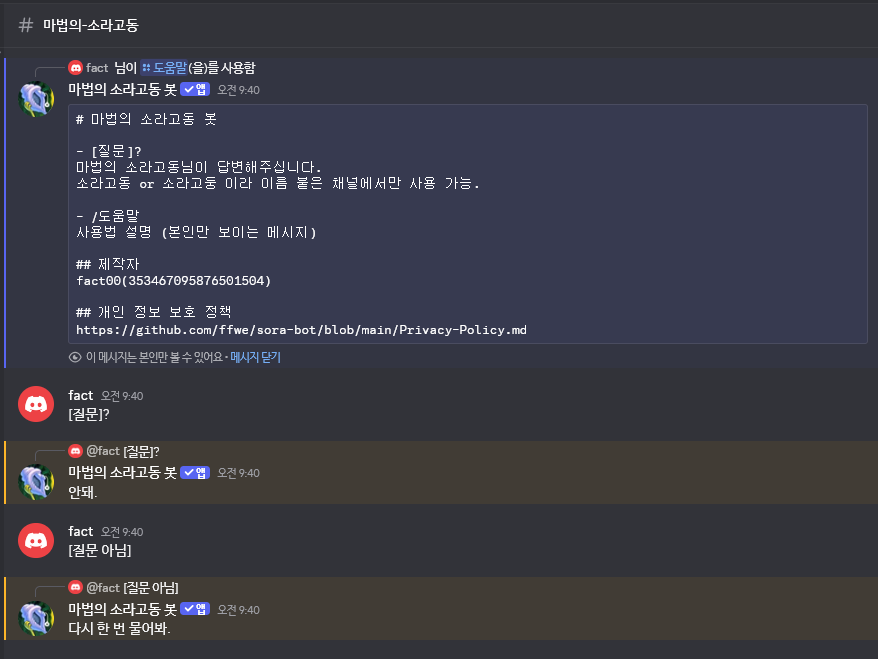 # 마법의-소라고동
fact 님이 도움말(을)를 사용함
마법의 소라고동 봇 앱 오전 9:40
# 마법의 소라고동 봇
- [질문]?
마법의 소라고동님이 답변해주십니다.
소라고동 or 소라고둥 이라 이름 붙은 채널에서만 사용 가능.
- /도움말
사용법 설명 (본인만 보이는 메시지)
## 제작자
fact00(353467095876501504)
## 개인 정보 보호 정책
https://github.com/ffwe/sora-bot/blob/main/Privacy-Policy.md
이 메시지는 본인만 볼 수 있어요 • 메시지 닫기
fact 오전 9:40
[질문]?
@fact [질문]?
마법의 소라고동 봇 앱 오전 9:40
안돼.
fact 오전 9:40
[질문 아님]
@fact [질문 아님]
마법의 소라고동 봇 앱 오전 9:40
다시 한 번 물어봐.